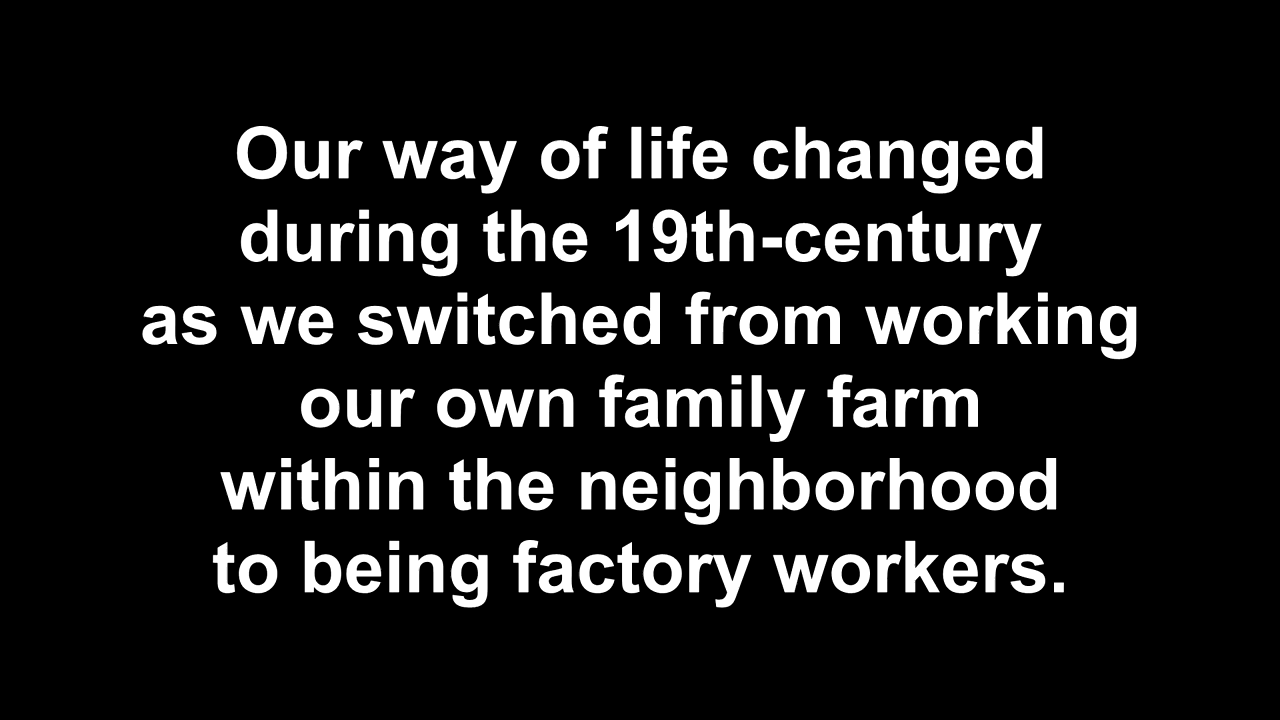 Our way of life changed
during the 19th-century
as we switched from working
our own family farm
within the neighborhood
to being factory workers.